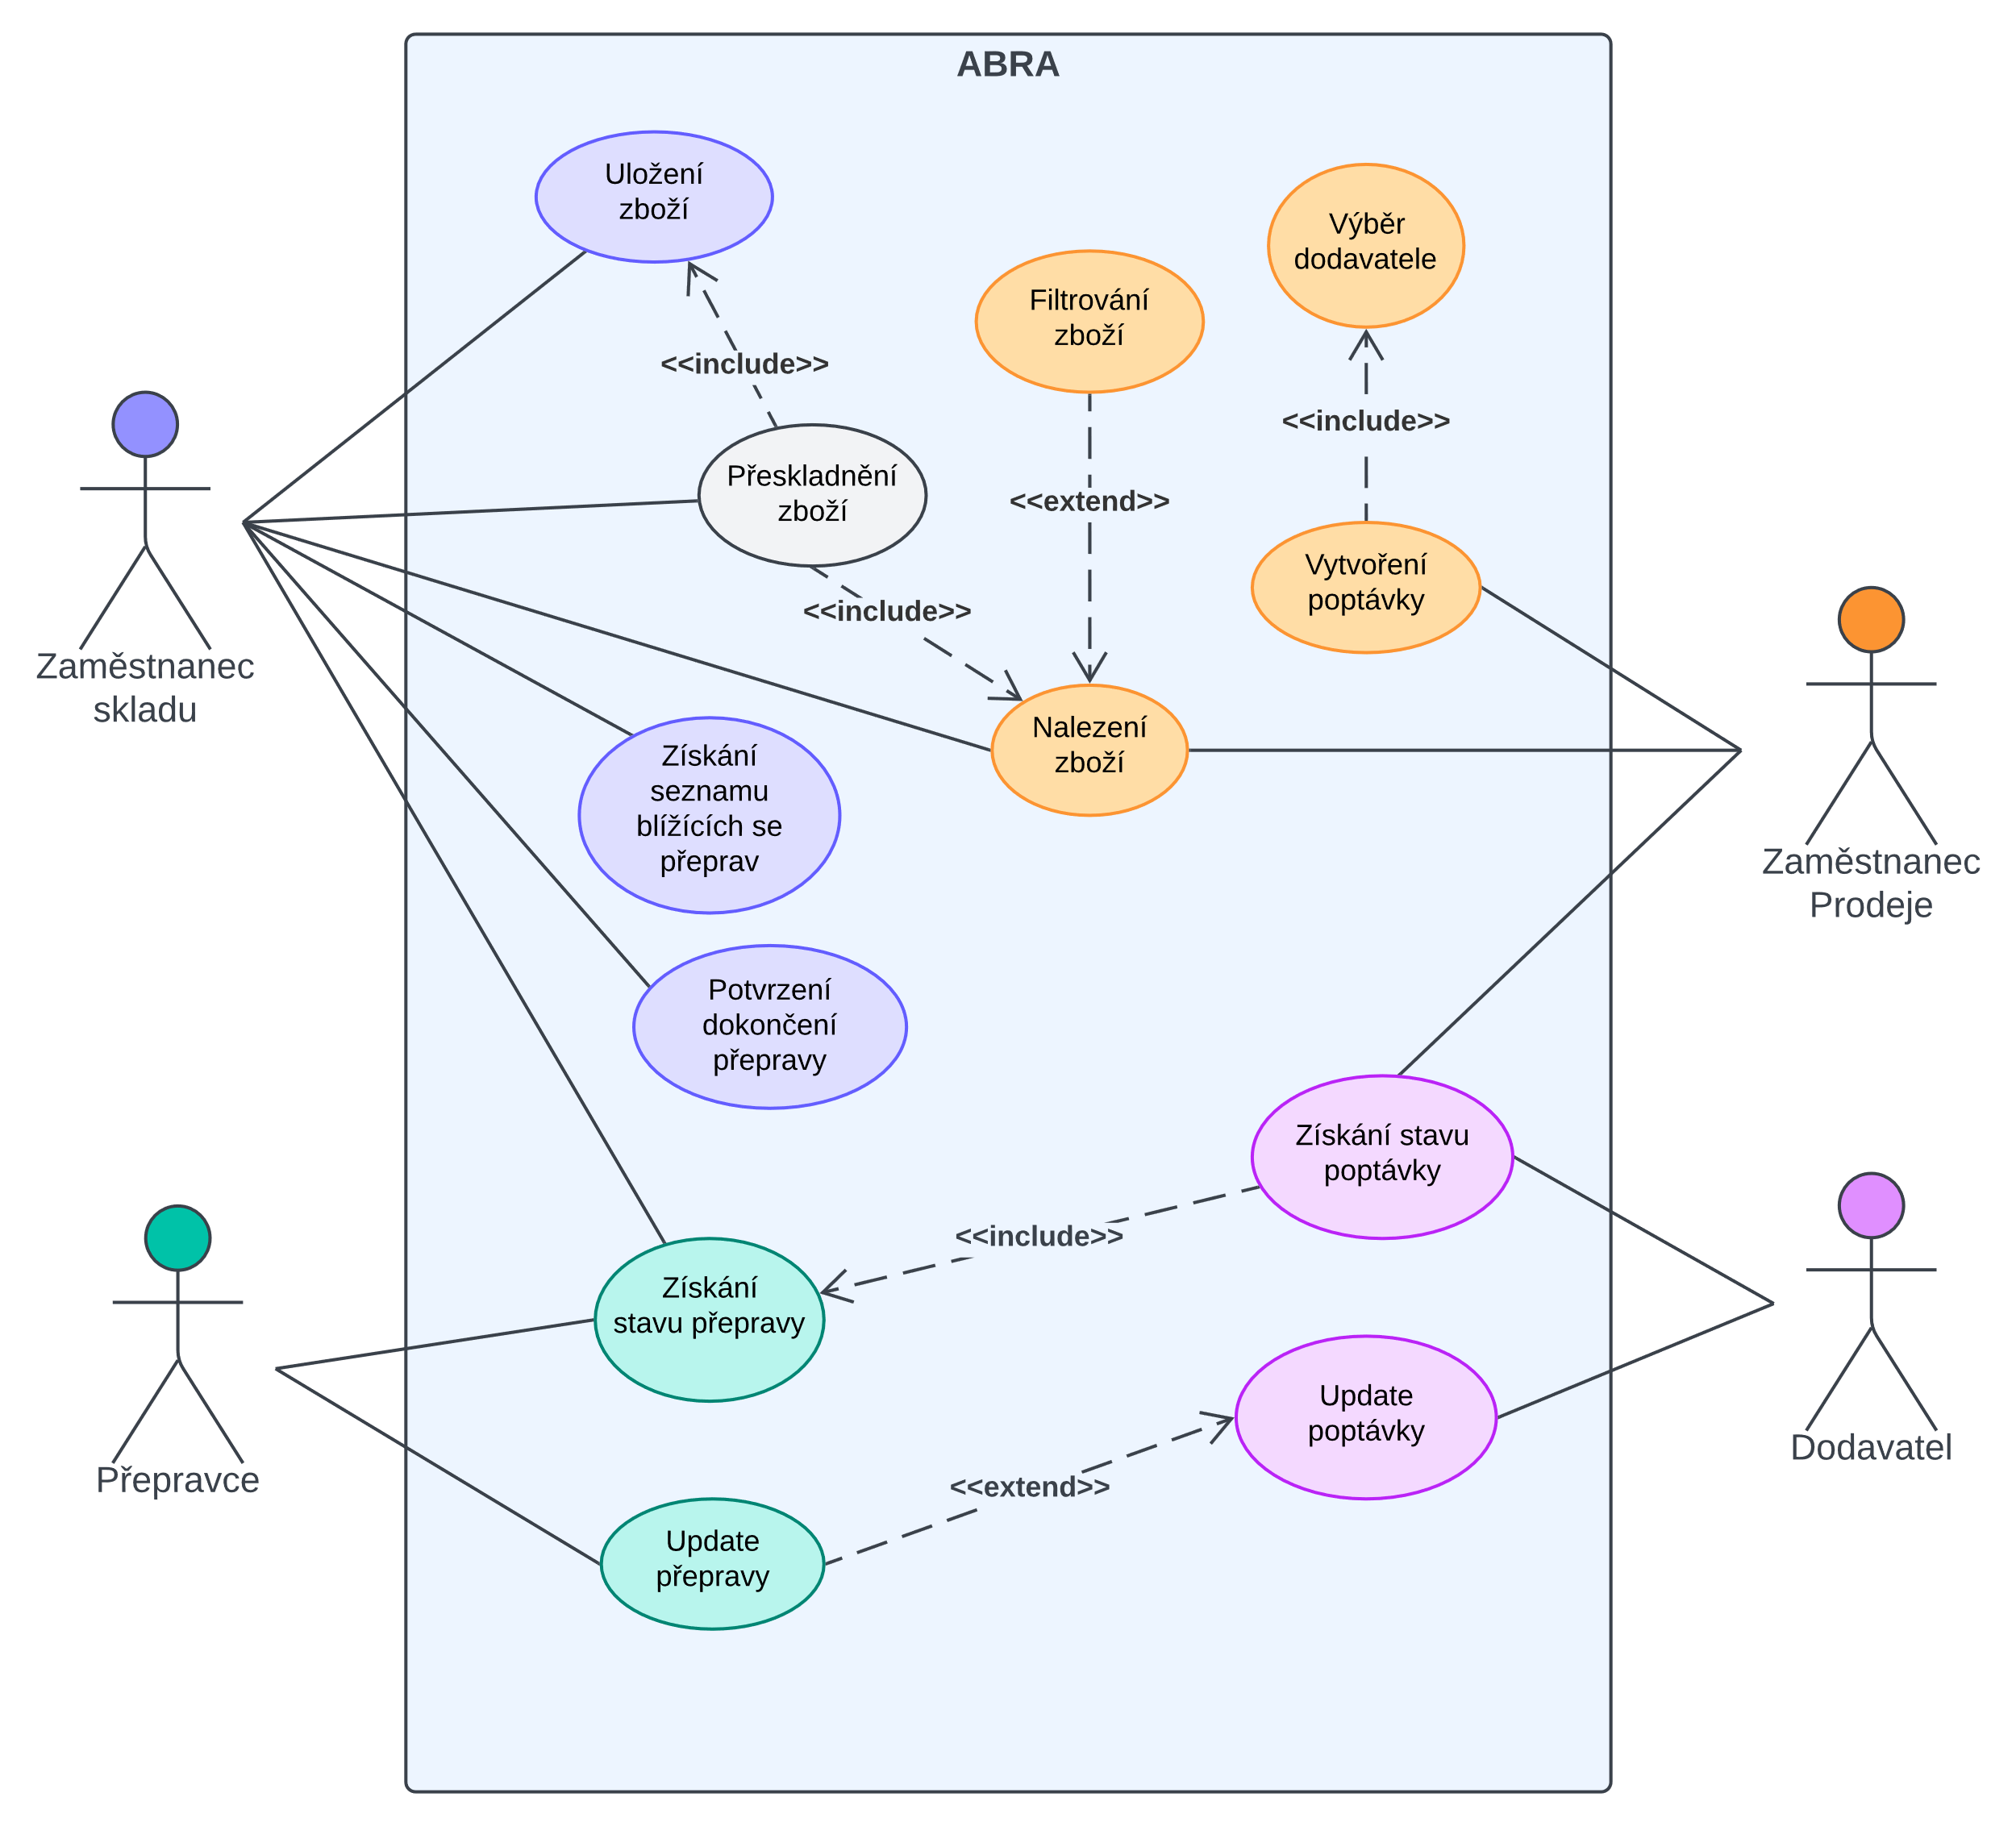 ABRA
Uložení
zboží
Výběr
dodavatele
Filtrování
zboží
<<include>>
<<include>>
Přeskladnění
zboží
<<extend>>
Vytvoření
poptávky
<<include>>
Zaměstnanec
skladu
Nalezení
zboží
Získání
seznamu
blížících se
přeprav
Zaměstnanec
Prodeje
Potvrzení
dokončení
přepravy
Získání stavu
poptávky
<<include>>
Získání
stavu přepravy
Update
poptávky
Dodavatel
Přepravce
<<extend>>
Update
přepravy